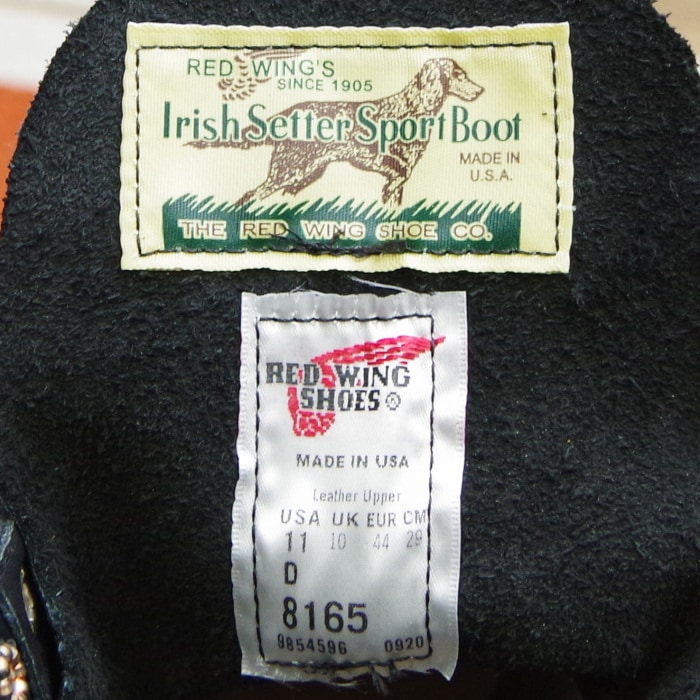 RED WING'S
SINCE 1905
Irish Setter Sport Boot
MADE IN
U.S.A.
THE RED WING SHOE CO.
RED WING
SHOES ®
MADE IN USA
Leather Upper
USA UK EUR CM
11 10 44 29
D
8165
9854596 0920